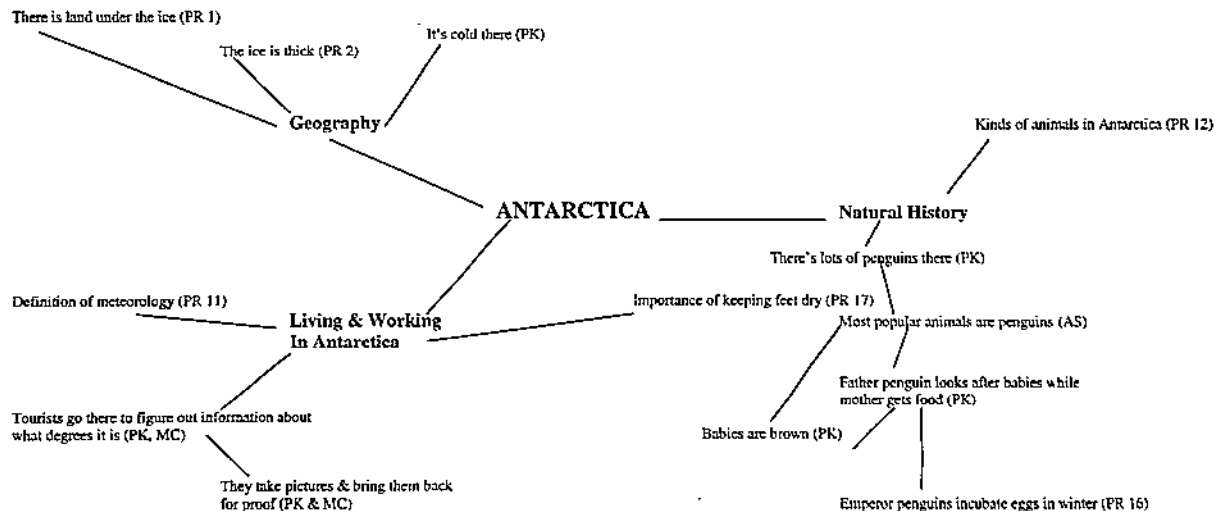 There is land under the ice (PR 1)
The ice is thick (PR 2)
It's cold there (PK)
Geography
Kinds of animals in Antarctica (PR 12)
ANTARCTICA
Natural History
There's lots of penguins there (PK)
Definition of meteorology (PR 11)
Living & Working
In Antarctica
Importance of keeping feet dry (PR 17)
Most popular animals are penguins (AS)
Father penguin looks after babies while
mother gets food (PK)
Tourists go there to figure out information about
what degrees it is (PK, MC)
Babies are brown (PK)
They take pictures & bring them back
for proof (PK & MC)
Emperor penguins incubate eggs in winter (PR 16)